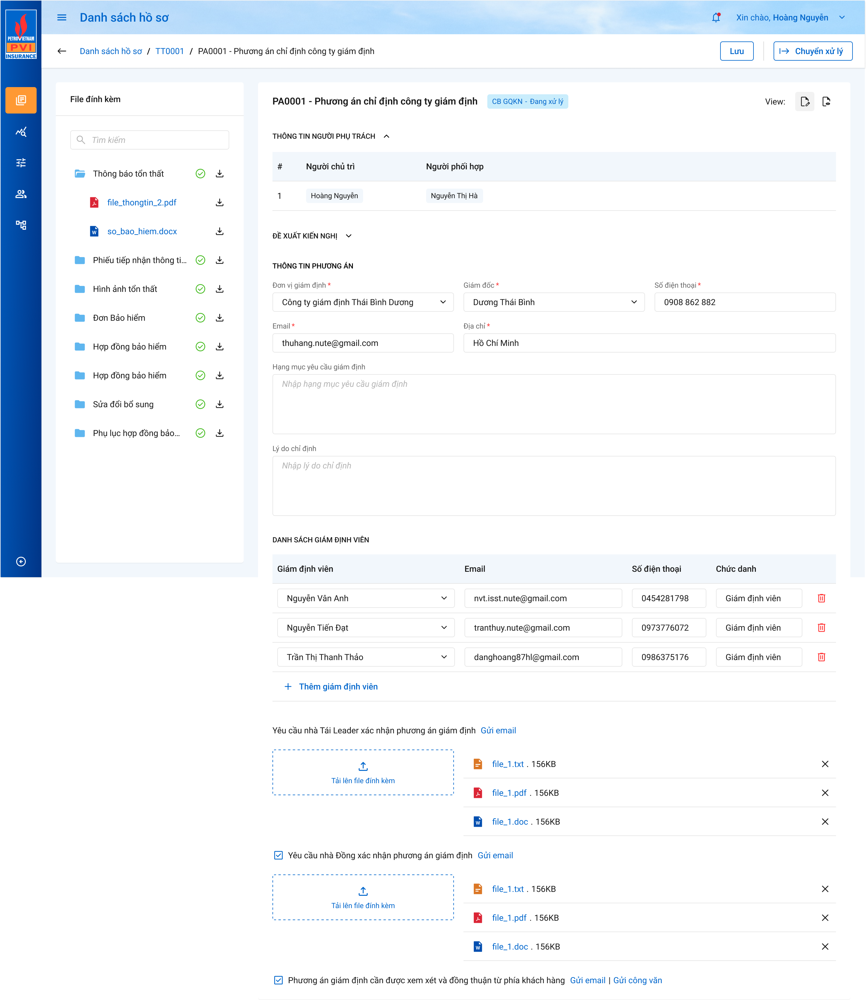 PETROVIETNAM
PVI
INSURANCE
Danh sách hồ sơ
Xin chào, Hoàng Nguyễn
Danh sách hồ sơ / TT0001 / PA0001 - Phương án chỉ định công ty giám định
Lưu
Chuyển xử lý
File đính kèm
Tìm kiếm
Thông báo tổn thất
file_thongtin_2.pdf
so_bao_hiem.docx
Phiếu tiếp nhận thông ti...
Hình ảnh tổn thất
Đơn Bảo hiểm
Hợp đồng bảo hiểm
Hợp đồng bảo hiểm
Sửa đổi bổ sung
Phụ lục hợp đồng bảo...
PA0001 - Phương án chỉ định công ty giám định
CB GQKN - Đang xử lý
View:
THÔNG TIN NGƯỜI PHỤ TRÁCH
# Người chủ trì Người phối hợp
1 Hoàng Nguyễn Nguyễn Thị Hà
ĐỀ XUẤT KIẾN NGHỊ
THÔNG TIN PHƯƠNG ÁN
Đơn vị giám định * Giám đốc * Số điện thoại *
Công ty giám định Thái Bình Dương Dương Thái Bình 0908 862 882
Email * Địa chỉ *
thuhang.nute@gmail.com Hồ Chí Minh
Hạng mục yêu cầu giám định
Nhập hạng mục yêu cầu giám định
Lý do chỉ định
Nhập lý do chỉ định
DANH SÁCH GIÁM ĐỊNH VIÊN
Giám định viên Email Số điện thoại Chức danh
Nguyễn Vân Anh nvt.isst.nute@gmail.com 0454281798 Giám định viên
Nguyễn Tiến Đạt tranthuy.nute@gmail.com 0973776072 Giám định viên
Trần Thị Thanh Thảo danghoang87hl@gmail.com 0986375176 Giám định viên
Thêm giám định viên
Yêu cầu nhà Tái Leader xác nhận phương án giám định Gửi email
Tải lên file đính kèm
file_1.txt . 156KB
file_1.pdf . 156KB
file_1.doc . 156KB
Yêu cầu nhà Đồng xác nhận phương án giám định Gửi email
Tải lên file đính kèm
file_1.txt . 156KB
file_1.pdf . 156KB
file_1.doc . 156KB
Phương án giám định cần được xem xét và đồng thuận từ phía khách hàng Gửi email | Gửi công văn